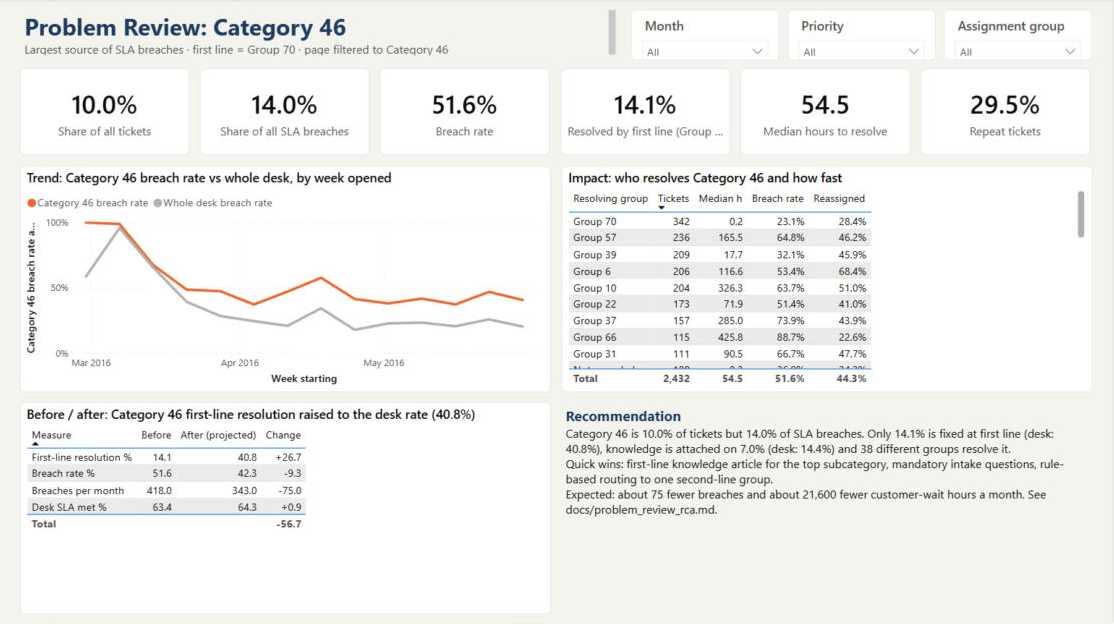 Problem Review: Category 46
Largest source of SLA breaches · first line = Group 70 · page filtered to Category 46
Month
All
Priority
All
Assignment group
All
10.0%
Share of all tickets
14.0%
Share of all SLA breaches
51.6%
Breach rate
14.1%
Resolved by first line (Group ...
54.5
Median hours to resolve
29.5%
Repeat tickets
Trend: Category 46 breach rate vs whole desk, by week opened
Category 46 breach rate Whole desk breach rate
Category 46 breach rate a...
100%
50%
0%
Mar 2016 Apr 2016 May 2016
Week starting
Impact: who resolves Category 46 and how fast
Resolving group Tickets Median h Breach rate Reassigned
Group 70 342 0.2 23.1% 28.4%
Group 57 236 165.5 64.8% 46.2%
Group 39 209 17.7 32.1% 45.9%
Group 6 206 116.6 53.4% 68.4%
Group 10 204 326.3 63.7% 51.0%
Group 22 173 71.9 51.4% 41.0%
Group 37 157 285.0 73.9% 43.9%
Group 66 115 425.8 88.7% 22.6%
Group 31 111 90.5 66.7% 47.7%
Total 2,432 54.5 51.6% 44.3%
Before / after: Category 46 first-line resolution raised to the desk rate (40.8%)
Measure Before After (projected) Change
First-line resolution % 14.1 40.8 +26.7
Breach rate % 51.6 42.3 -9.3
Breaches per month 418.0 343.0 -75.0
Desk SLA met % 63.4 64.3 +0.9
Total -56.7
Recommendation
Category 46 is 10.0% of tickets but 14.0% of SLA breaches. Only 14.1% is fixed at first line (desk:
40.8%), knowledge is attached on 7.0% (desk: 14.4%) and 38 different groups resolve it.
Quick wins: first-line knowledge article for the top subcategory, mandatory intake questions, rule-
based routing to one second-line group.
Expected: about 75 fewer breaches and about 21,600 fewer customer-wait hours a month. See
docs/problem_review_rca.md.